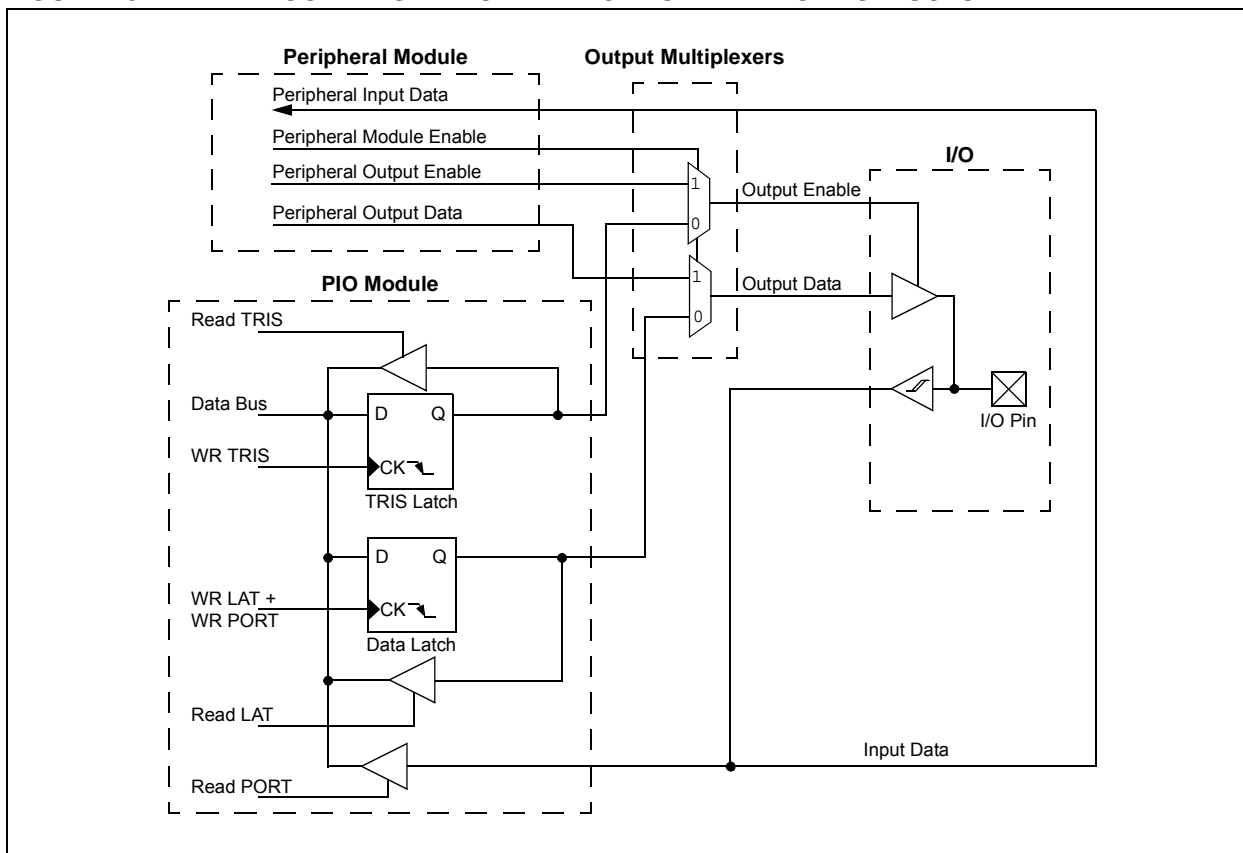 Peripheral Module
Output Multiplexers
Peripheral Input Data
Peripheral Module Enable
I/O
Peripheral Output Enable
1
Output Enable
Peripheral Output Data
0
1
PIO Module
Output Data
Read TRIS
0
Data Bus
D Q
I/O Pin
WR TRIS
CK
TRIS Latch
D Q
WR LAT +
WR PORT
CK
Data Latch
Read LAT
Input Data
Read PORT